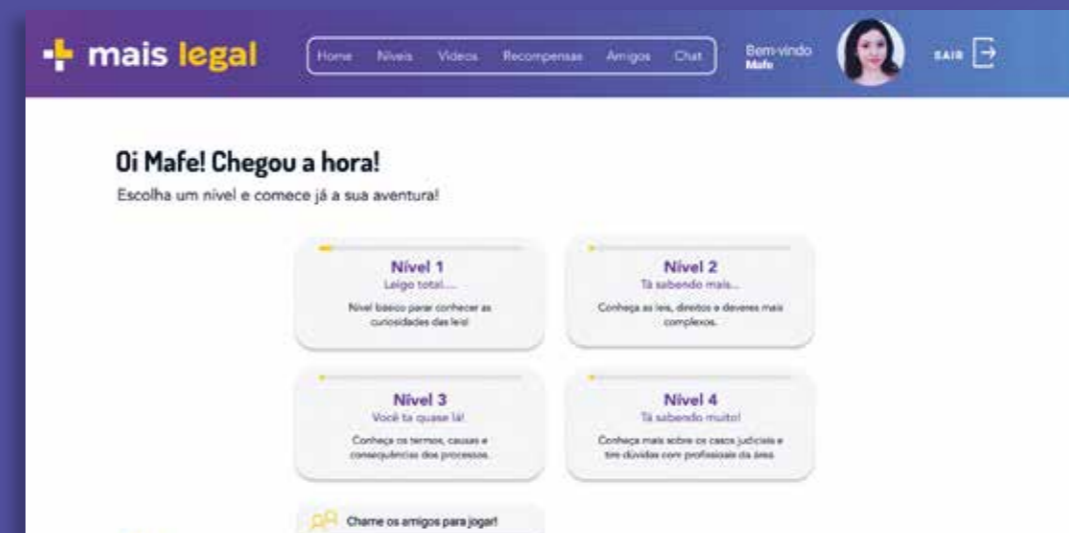 mais legal
Home Níveis Vídeos Recompensas Amigos Chat
Bem-vindo
Mafe
SAIR
Oi Mafe! Chegou a hora!
Escolha um nível e comece já a sua aventura!
Nível 1
Leigo total....
Nível básico parar conhecer as
curiosidades das leis!
Nível 2
Tá sabendo mais...
Conheça as leis, direitos e deveres mais
complexos.
Nível 3
Você ta quase lá!
Conheça os termos, causas e
consequências dos processos.
Nível 4
Tá sabendo muito!
Conheça mais sobre os casos judiciais e
tire dúvidas com profissionais da área
Chame os amigos para jogar!